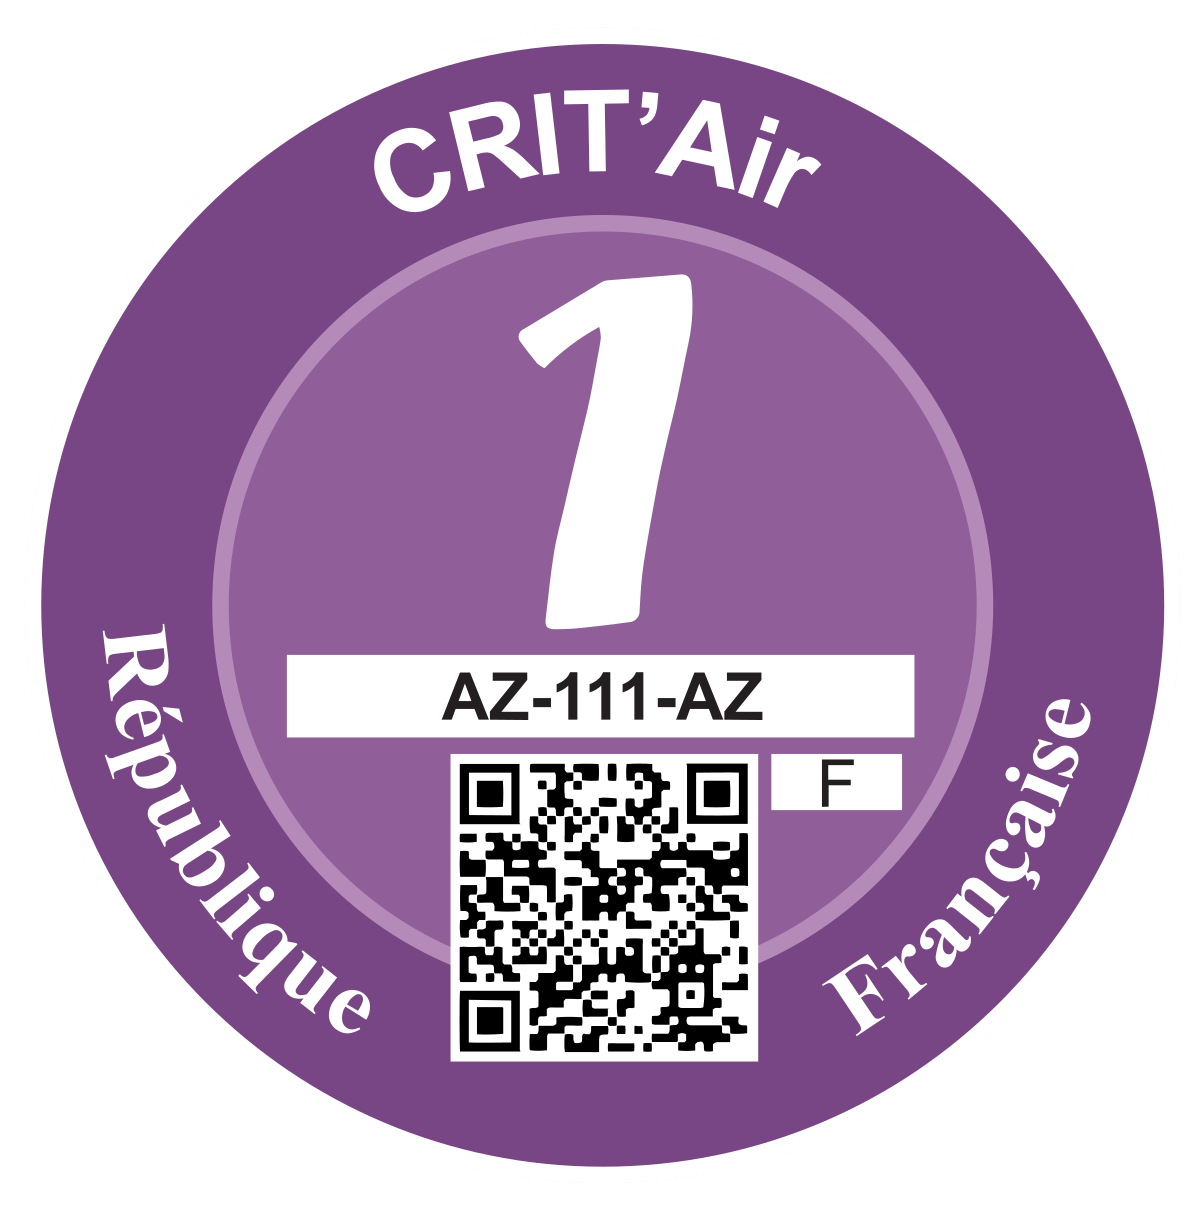 CRIT’Air
1
AZ-111-AZ
F
République
Française